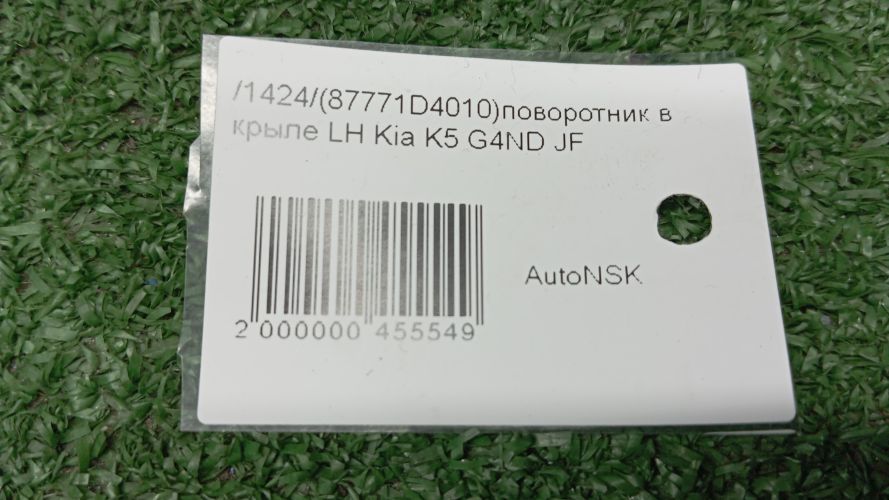 /1424/(87771D4010)поворотник в
крыле LH Kia K5 G4ND JF
AutoNSK
2 000000 455549